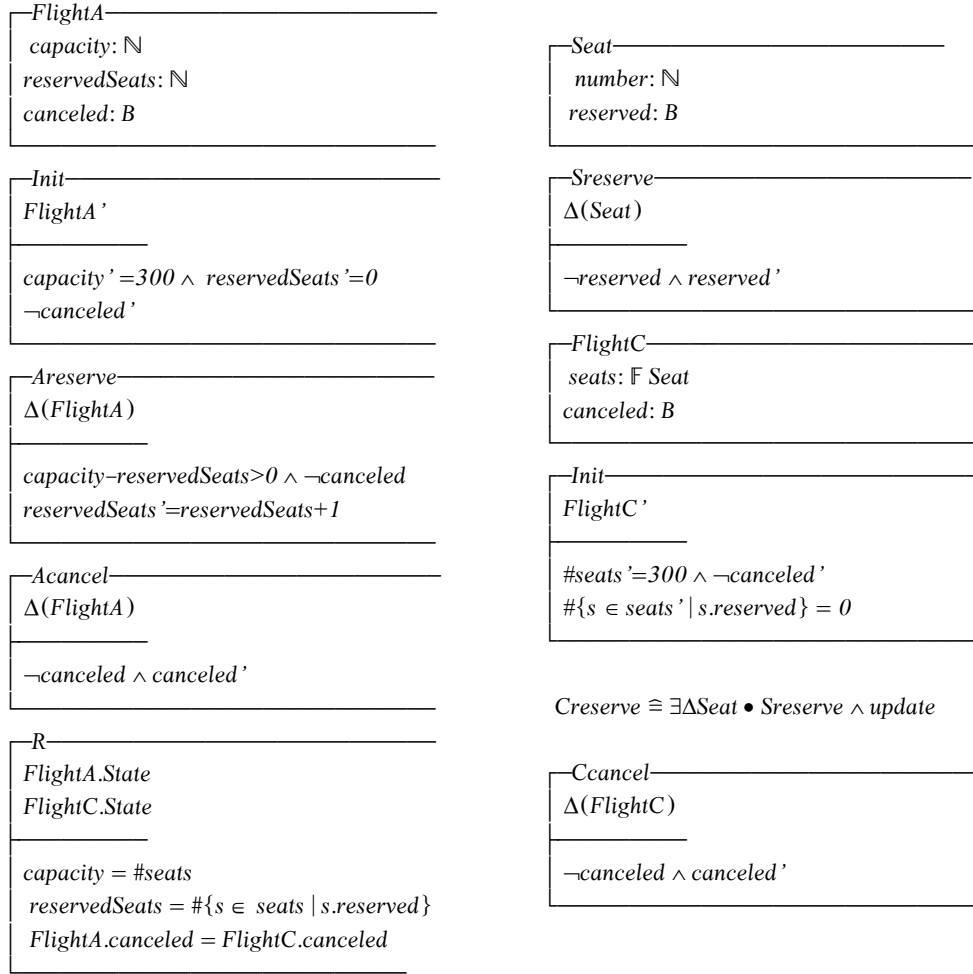 FlightA
capacity: ℕ
reservedSeats: ℕ
canceled: B
Init
FlightA'
capacity' =300 ∧ reservedSeats'=0
¬canceled'
Areserve
Δ(FlightA)
capacity–reservedSeats>0 ∧ ¬canceled
reservedSeats'=reservedSeats+1
Acancel
Δ(FlightA)
¬canceled ∧ canceled'
R
FlightA.State
FlightC.State
capacity = #seats
reservedSeats = #{s ∈ seats | s.reserved}
FlightA.canceled = FlightC.canceled
Seat
number: ℕ
reserved: B
Sreserve
Δ(Seat)
¬reserved ∧ reserved'
FlightC
seats: 𝔽 Seat
canceled: B
Init
FlightC'
#seats'=300 ∧ ¬canceled'
#{s ∈ seats' | s.reserved} = 0
Creserve ≙ ∃ΔSeat • Sreserve ∧ update
Ccancel
Δ(FlightC)
¬canceled ∧ canceled'